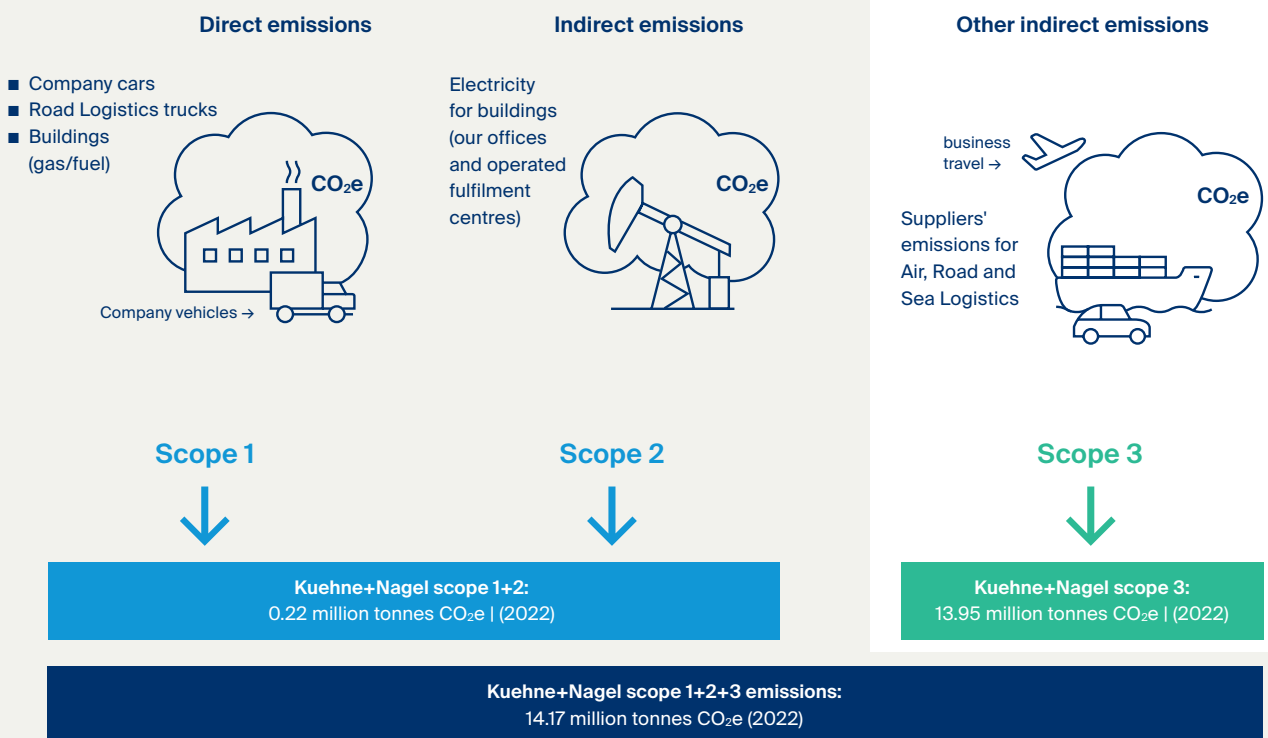 Direct emissions
■ Company cars
■ Road Logistics trucks
■ Buildings
(gas/fuel)
CO₂e
Company vehicles →
Scope 1
Indirect emissions
Electricity
for buildings
(our offices
and operated
fulfilment
centres)
CO₂e
Scope 2
Kuehne+Nagel scope 1+2:
0.22 million tonnes CO₂e | (2022)
Other indirect emissions
business
travel →
CO₂e
Suppliers'
emissions for
Air, Road and
Sea Logistics
Scope 3
Kuehne+Nagel scope 3:
13.95 million tonnes CO₂e | (2022)
Kuehne+Nagel scope 1+2+3 emissions:
14.17 million tonnes CO₂e (2022)